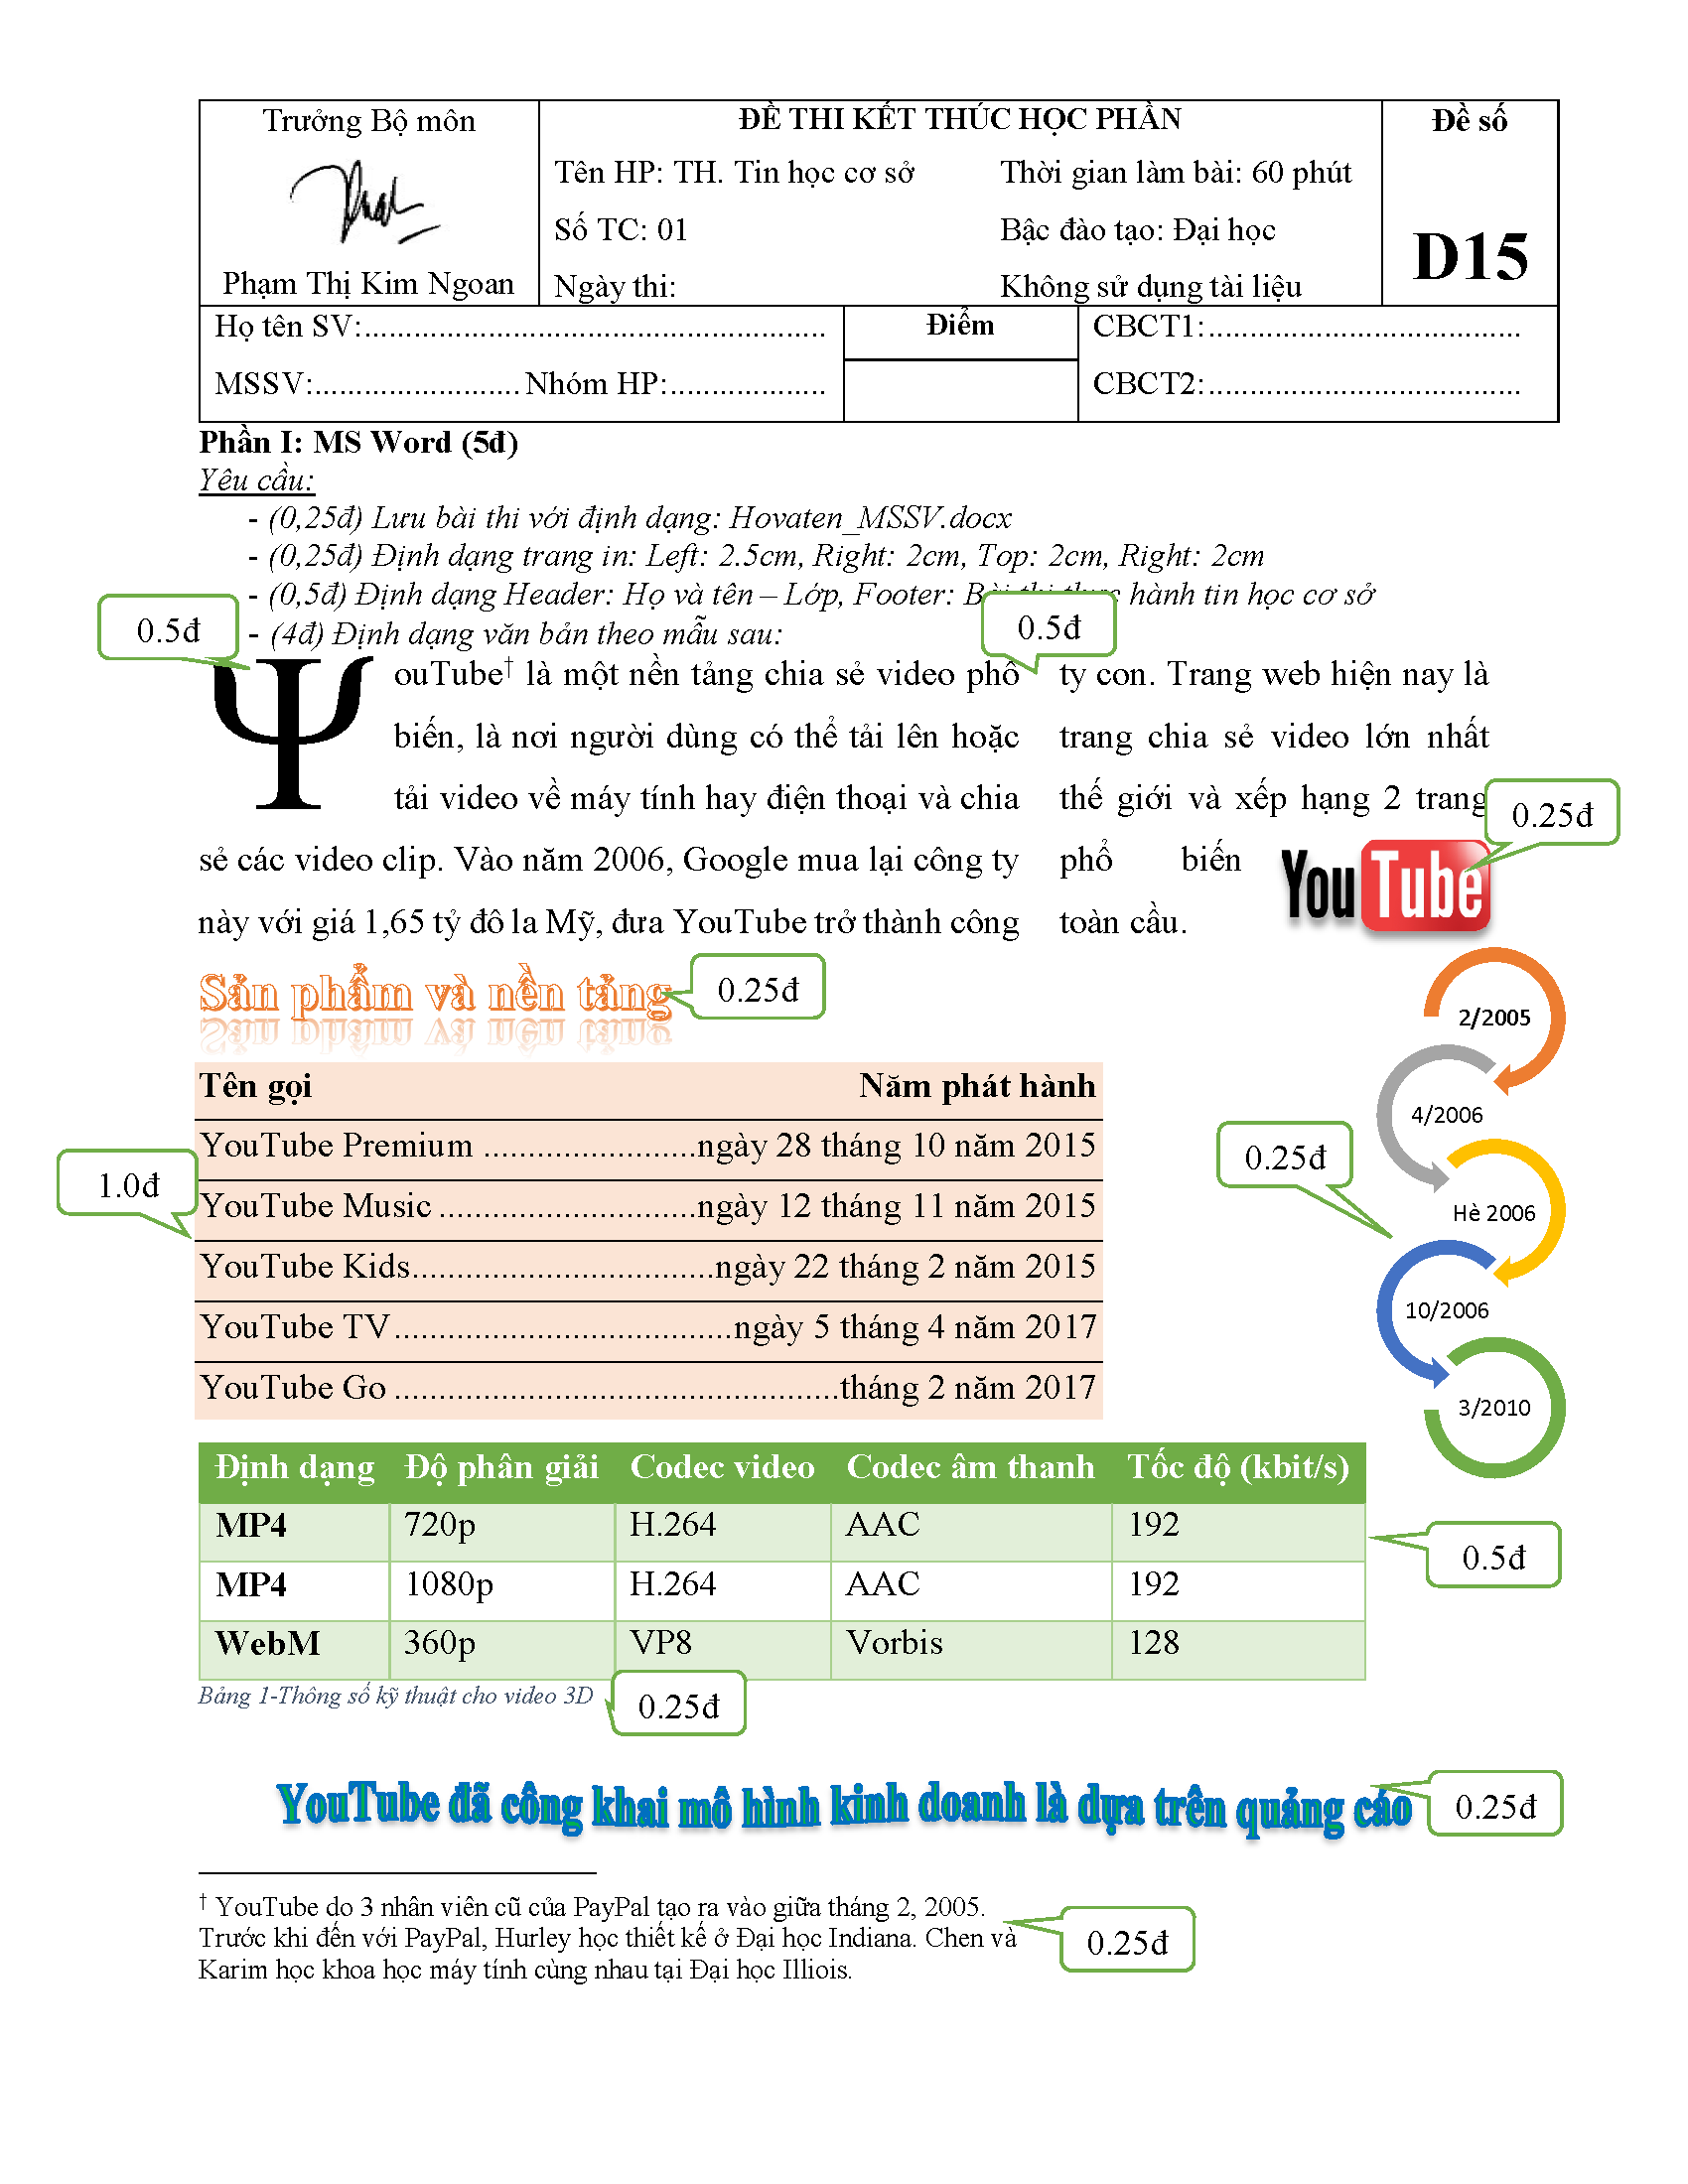 Trưởng Bộ môn
Phạm Thị Kim Ngoan
ĐỀ THI KẾT THÚC HỌC PHẦN
Tên HP: TH. Tin học cơ sở Thời gian làm bài: 60 phút
Số TC: 01 Bậc đào tạo: Đại học
Ngày thi: Không sử dụng tài liệu
Đề số
D15
Họ tên SV:........................................................
MSSV:......................... Nhóm HP:...................
Điểm
CBCT1:......................................
CBCT2:......................................
Phần I: MS Word (5đ)
Yêu cầu:
- (0,25đ) Lưu bài thi với định dạng: Hovaten_MSSV.docx
- (0,25đ) Định dạng trang in: Left: 2.5cm, Right: 2cm, Top: 2cm, Right: 2cm
- (0,5đ) Định dạng Header: Họ và tên – Lớp, Footer: Bài thi thực hành tin học cơ sở
- (4đ) Định dạng văn bản theo mẫu sau:
0.5đ
0.5đ
Ψ
ouTube† là một nền tảng chia sẻ video phổ
biến, là nơi người dùng có thể tải lên hoặc
tải video về máy tính hay điện thoại và chia
sẻ các video clip. Vào năm 2006, Google mua lại công ty
này với giá 1,65 tỷ đô la Mỹ, đưa YouTube trở thành công
ty con. Trang web hiện nay là
trang chia sẻ video lớn nhất
thế giới và xếp hạng 2 trang
phổ biến
toàn cầu.
0.25đ
YouTube
Sản phẩm và nền tảng
0.25đ
Tên gọi Năm phát hành
YouTube Premium ........................ngày 28 tháng 10 năm 2015
YouTube Music .............................ngày 12 tháng 11 năm 2015
YouTube Kids..................................ngày 22 tháng 2 năm 2015
YouTube TV......................................ngày 5 tháng 4 năm 2017
YouTube Go ..................................................tháng 2 năm 2017
1.0đ
0.25đ
2/2005
4/2006
Hè 2006
10/2006
3/2010
Định dạng Độ phân giải Codec video Codec âm thanh Tốc độ (kbit/s)
MP4 720p H.264 AAC 192
MP4 1080p H.264 AAC 192
WebM 360p VP8 Vorbis 128
0.5đ
Bảng 1-Thông số kỹ thuật cho video 3D
0.25đ
YouTube đã công khai mô hình kinh doanh là dựa trên quảng cáo
0.25đ
† YouTube do 3 nhân viên cũ của PayPal tạo ra vào giữa tháng 2, 2005.
Trước khi đến với PayPal, Hurley học thiết kế ở Đại học Indiana. Chen và
Karim học khoa học máy tính cùng nhau tại Đại học Illiois.
0.25đ